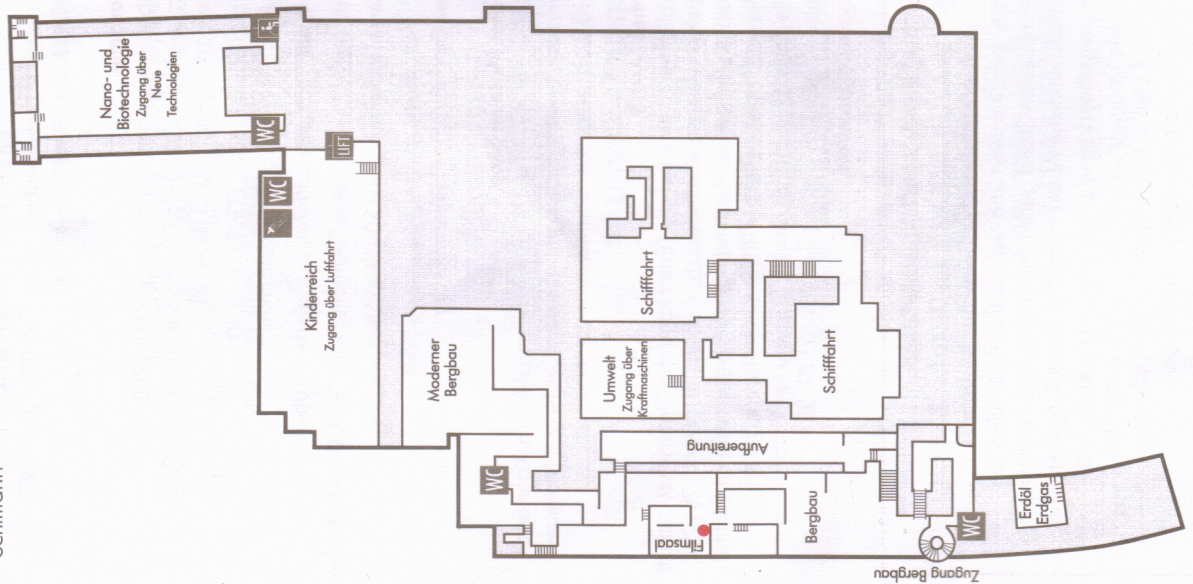 Nano- und
Biotechnologie
Zugang über
Neue
Technologien
WC
LIFT
WC
Kinderreich
Zugang über Luftfahrt
Moderner
Bergbau
Schifffahrt
Umwelt
Zugang über
Kraftmaschinen
Schifffahrt
Aufbereitung
WC
Filmsaal
Bergbau
WC
Zugang Bergbau
Erdöl
Erdgas